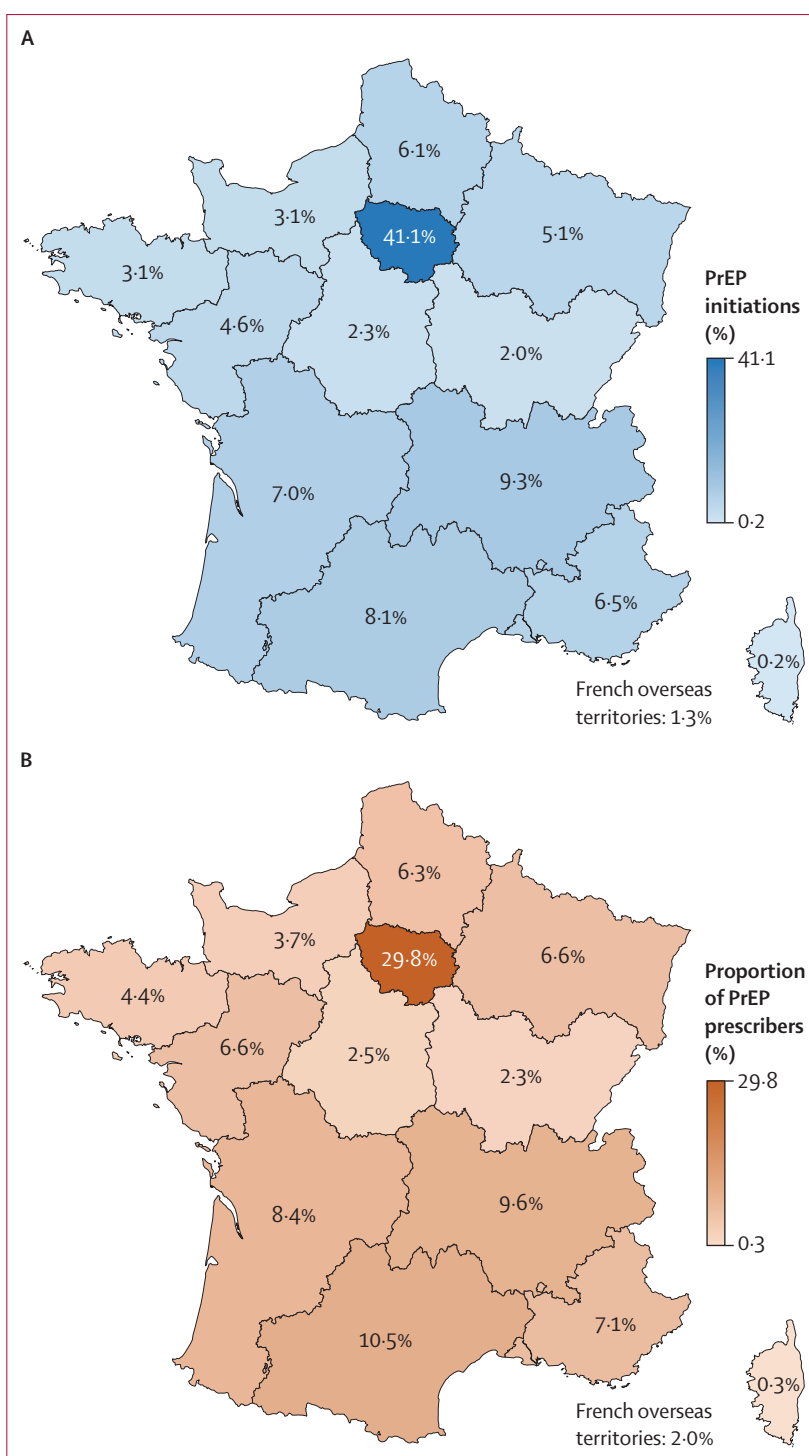 A
6·1%
3·1%
41·1%
5·1%
3·1%
4·6%
2·3%
2·0%
PrEP
initiations
(%)
41·1
0·2
7·0%
9·3%
8·1%
6·5%
0·2%
French overseas
territories: 1·3%
B
6·3%
3·7%
29·8%
6·6%
4·4%
6·6%
2·5%
2·3%
Proportion
of PrEP
prescribers
(%)
29·8
0·3
8·4%
9·6%
10·5%
7·1%
0·3%
French overseas
territories: 2·0%